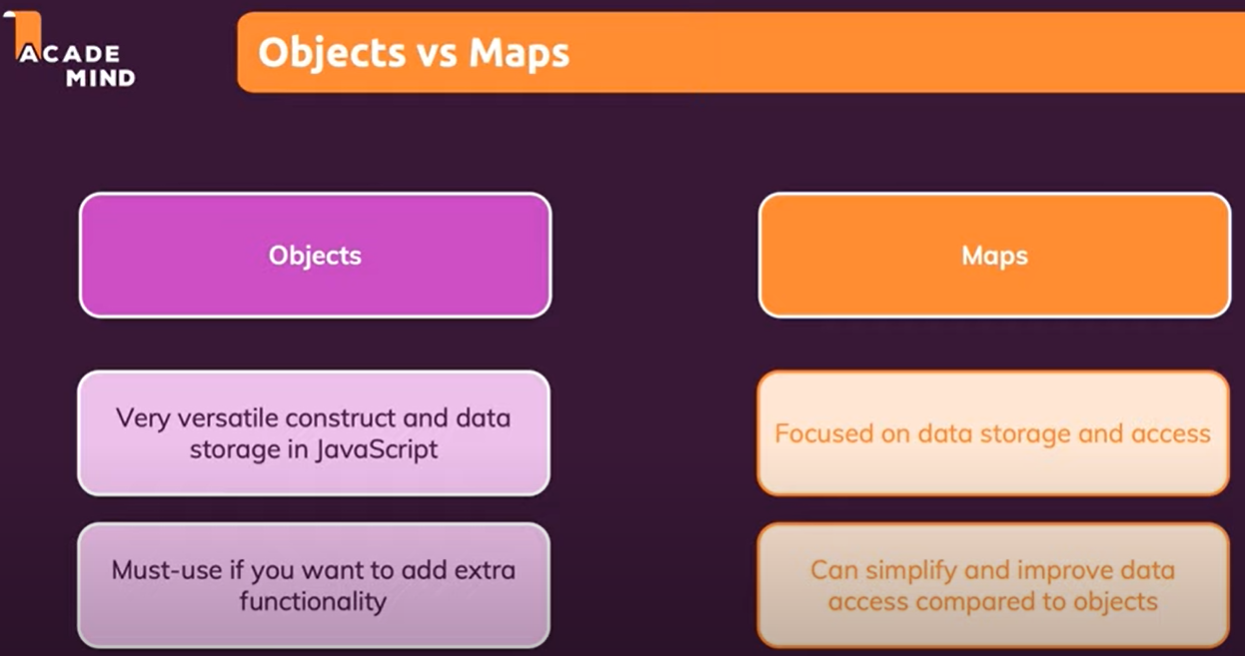 ACADE
MIND
Objects vs Maps
Objects
Maps
Very versatile construct and data
storage in JavaScript
Focused on data storage and access
Must-use if you want to add extra
functionality
Can simplify and improve data
access compared to objects